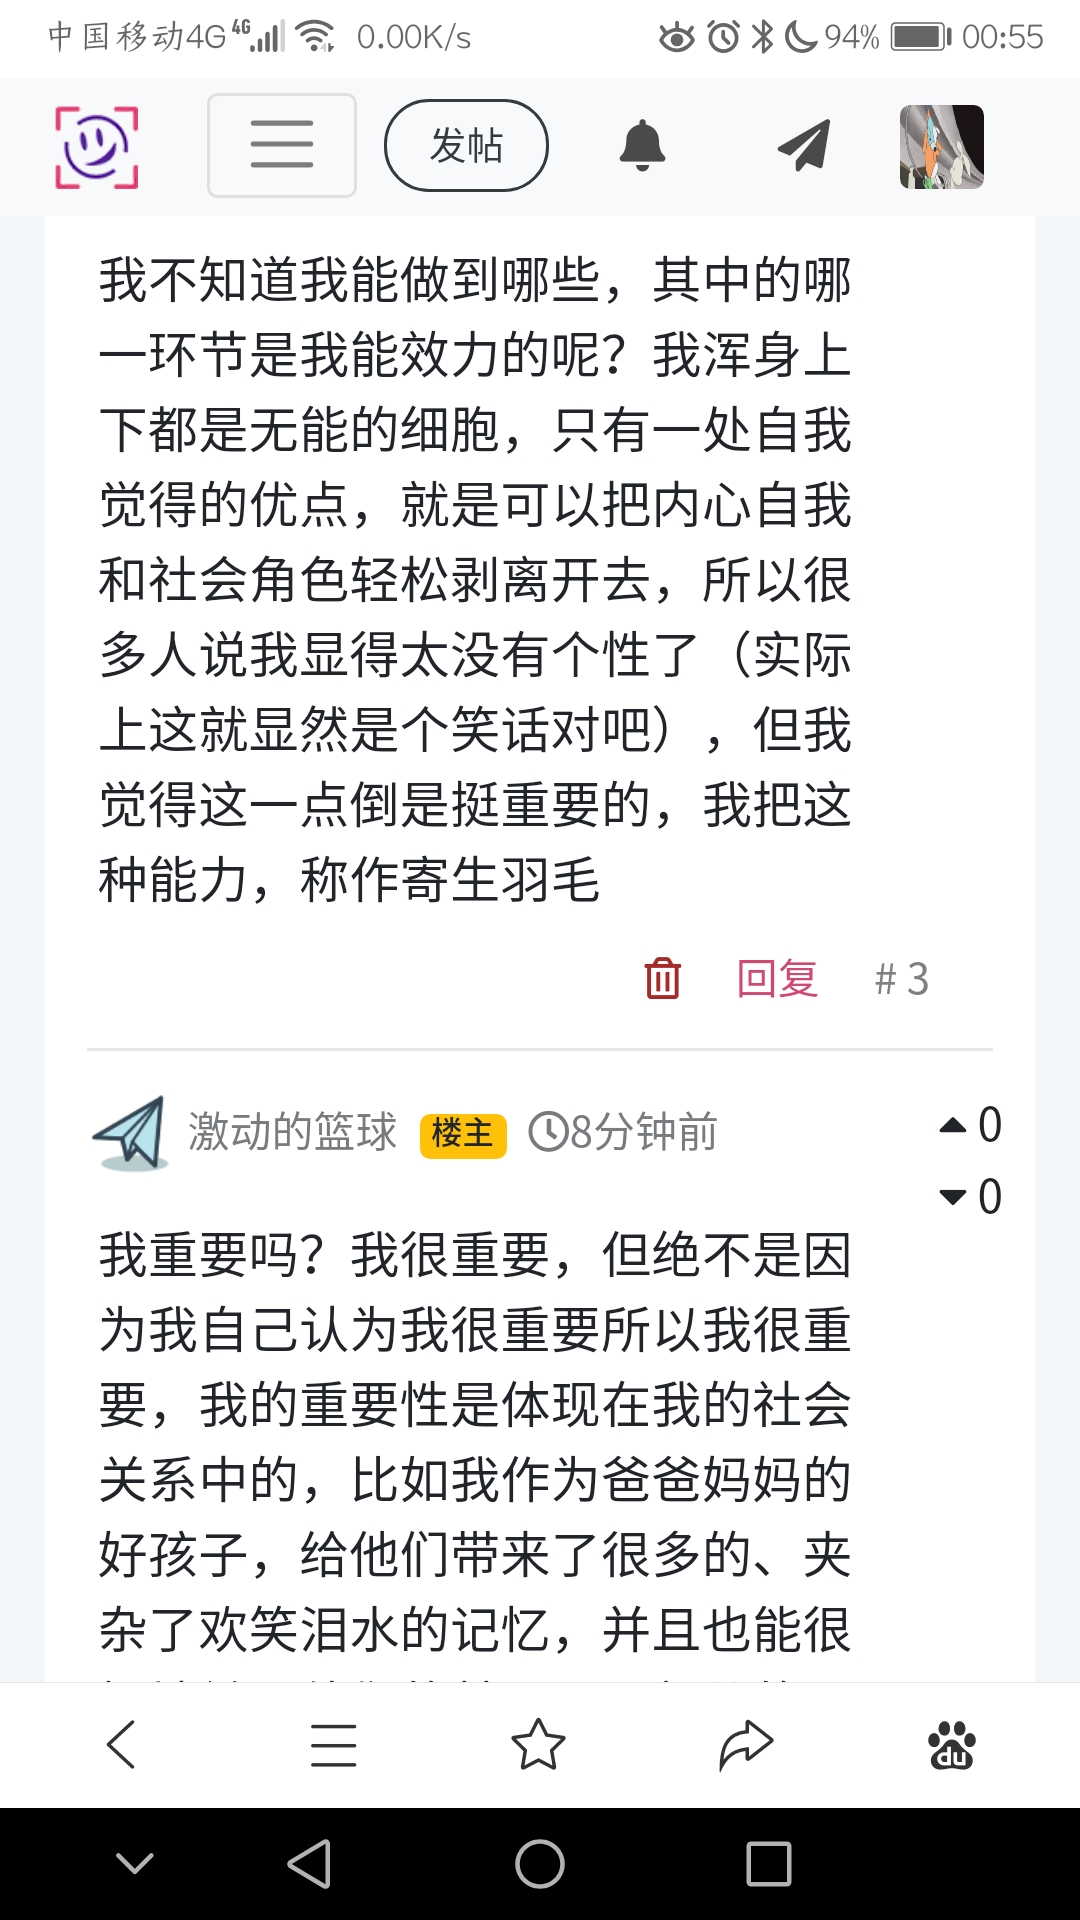 中国移动4G 4G 0.00K/s 94% 00:55
发帖
我不知道我能做到哪些，其中的哪
一环节是我能效力的呢？我浑身上
下都是无能的细胞，只有一处自我
觉得的优点，就是可以把内心自我
和社会角色轻松剥离开去，所以很
多人说我显得太没有个性了（实际
上这就显然是个笑话对吧），但我
觉得这一点倒是挺重要的，我把这
种能力，称作寄生羽毛
回复 # 3
激动的篮球 楼主 8分钟前 0
0
我重要吗？我很重要，但绝不是因
为我自己认为我很重要所以我很重
要，我的重要性是体现在我的社会
关系中的，比如我作为爸爸妈妈的
好孩子，给他们带来了很多的、夹
杂了欢笑泪水的记忆，并且也能很
du